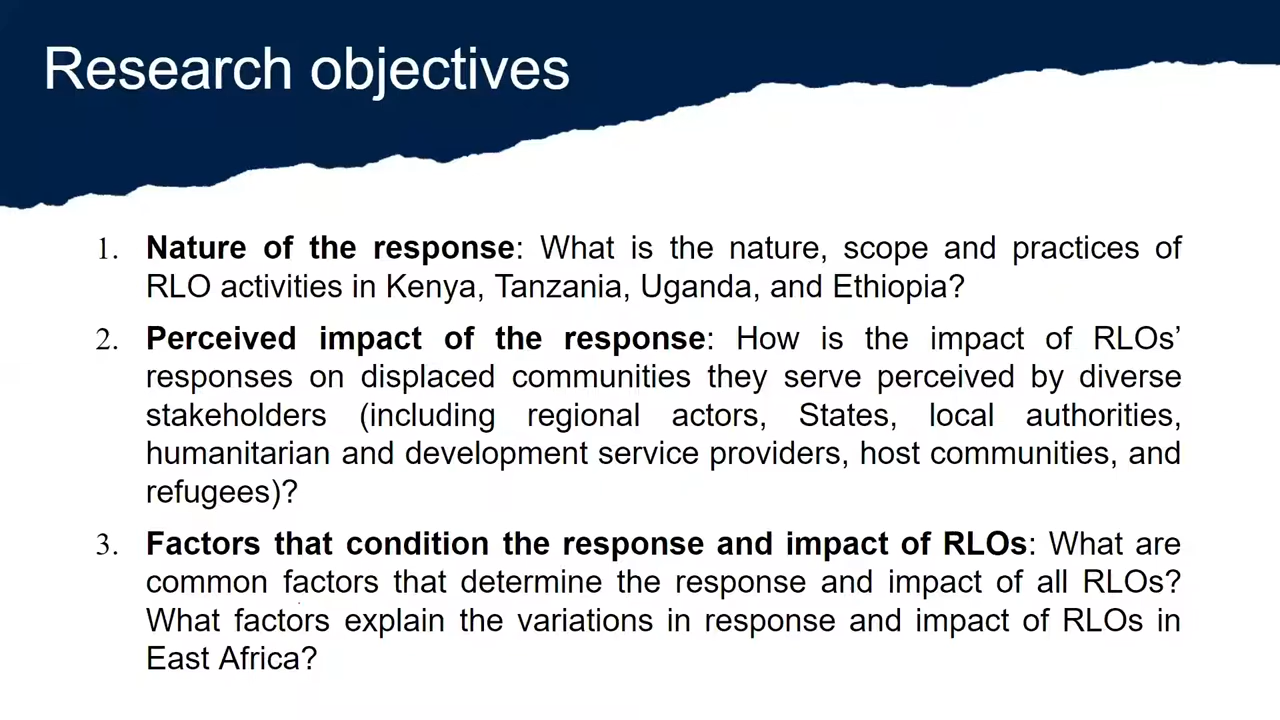 Research objectives
1. Nature of the response: What is the nature, scope and practices of
RLO activities in Kenya, Tanzania, Uganda, and Ethiopia?
2. Perceived impact of the response: How is the impact of RLOs’
responses on displaced communities they serve perceived by diverse
stakeholders (including regional actors, States, local authorities,
humanitarian and development service providers, host communities, and
refugees)?
3. Factors that condition the response and impact of RLOs: What are
common factors that determine the response and impact of all RLOs?
What factors explain the variations in response and impact of RLOs in
East Africa?